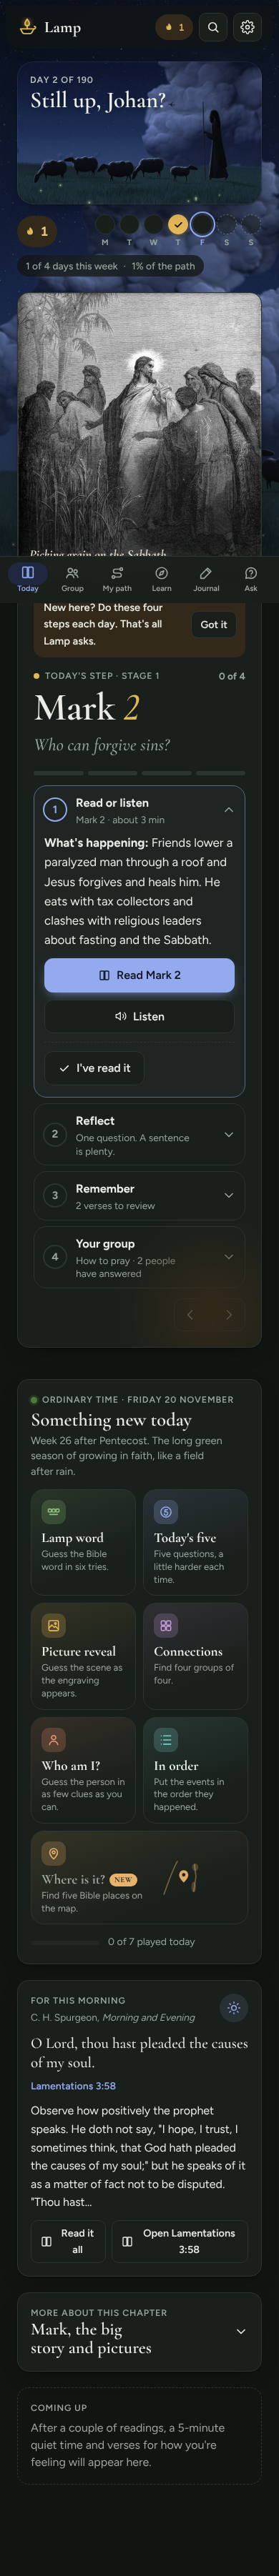 Lamp
1
DAY 2 OF 190
Still up, Johan?
1
M T W T F S S
1 of 4 days this week · 1% of the path
Picking grain on the Sabbath
Today Group My path Learn Journal Ask
New here? Do these four
steps each day. That's all
Lamp asks.
Got it
TODAY'S STEP · STAGE 1
0 of 4
Mark 2
Who can forgive sins?
1
Read or listen
Mark 2 · about 3 min
What's happening: Friends lower a
paralyzed man through a roof and
Jesus forgives and heals him. He
eats with tax collectors and
clashes with religious leaders
about fasting and the Sabbath.
Read Mark 2
Listen
I've read it
2
Reflect
One question. A sentence
is plenty.
3
Remember
2 verses to review
4
Your group
How to pray · 2 people
have answered
ORDINARY TIME · FRIDAY 20 NOVEMBER
Something new today
Week 26 after Pentecost. The long green
season of growing in faith, like a field
after rain.
Lamp word
Guess the Bible
word in six tries.
5
Today's five
Five questions, a
little harder each
time.
Picture reveal
Guess the scene as
the engraving
appears.
Connections
Find four groups of
four.
Who am I?
Guess the person in
as few clues as you
can.
In order
Put the events in
the order they
happened.
Where is it? NEW
Find five Bible places on
the map.
0 of 7 played today
FOR THIS MORNING
C. H. Spurgeon, Morning and Evening
O Lord, thou hast pleaded the causes
of my soul.
Lamentations 3:58
Observe how positively the prophet
speaks. He doth not say, "I hope, I trust, I
sometimes think, that God hath pleaded
the causes of my soul;" but he speaks of it
as a matter of fact not to be disputed.
"Thou hast…
Read it
all
Open Lamentations
3:58
MORE ABOUT THIS CHAPTER
Mark, the big
story and pictures
COMING UP
After a couple of readings, a 5-minute
quiet time and verses for how you're
feeling will appear here.